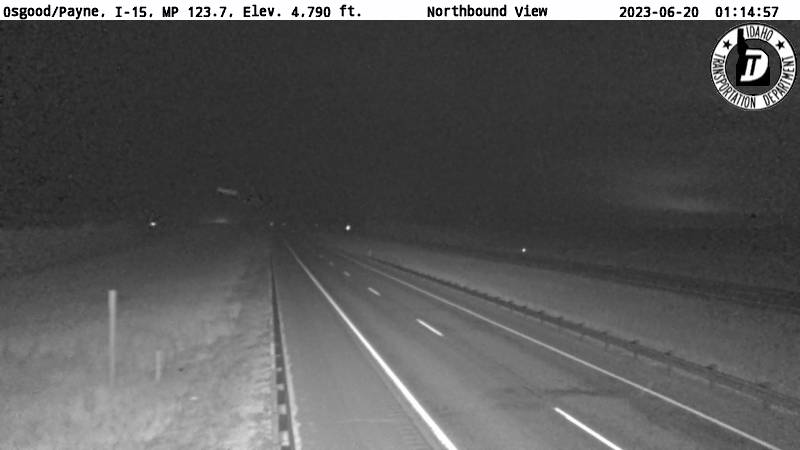 Osgood/Payne, I-15, MP 123.7, Elev. 4,790 ft. Northbound View 2023-06-20 01:14:57
IDAHO
TRANSPORTATION DEPARTMENT